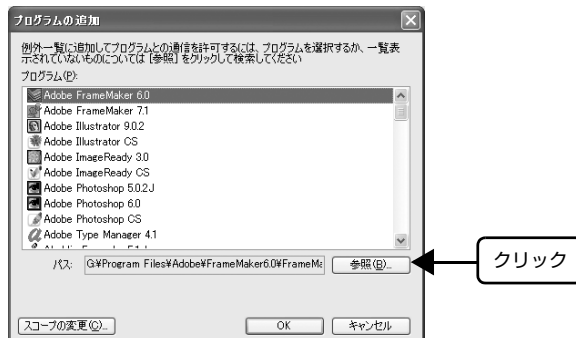 プログラムの追加
例外一覧に追加してプログラムとの通信を許可するには、プログラムを選択するか、一覧表
示されていないものについては [参照] をクリックして検索してください
プログラム(P):
Adobe FrameMaker 6.0
Adobe FrameMaker 7.1
Adobe Illustrator 9.0.2
Adobe Illustrator CS
Adobe ImageReady 3.0
Adobe ImageReady CS
Adobe Photoshop 5.0.2J
Adobe Photoshop 6.0
Adobe Photoshop CS
Adobe Type Manager 4.1
パス:
G:¥Program Files¥Adobe¥FrameMaker6.0¥FrameMa
参照(B)...
クリック
スコープの変更(C)...
OK
キャンセル